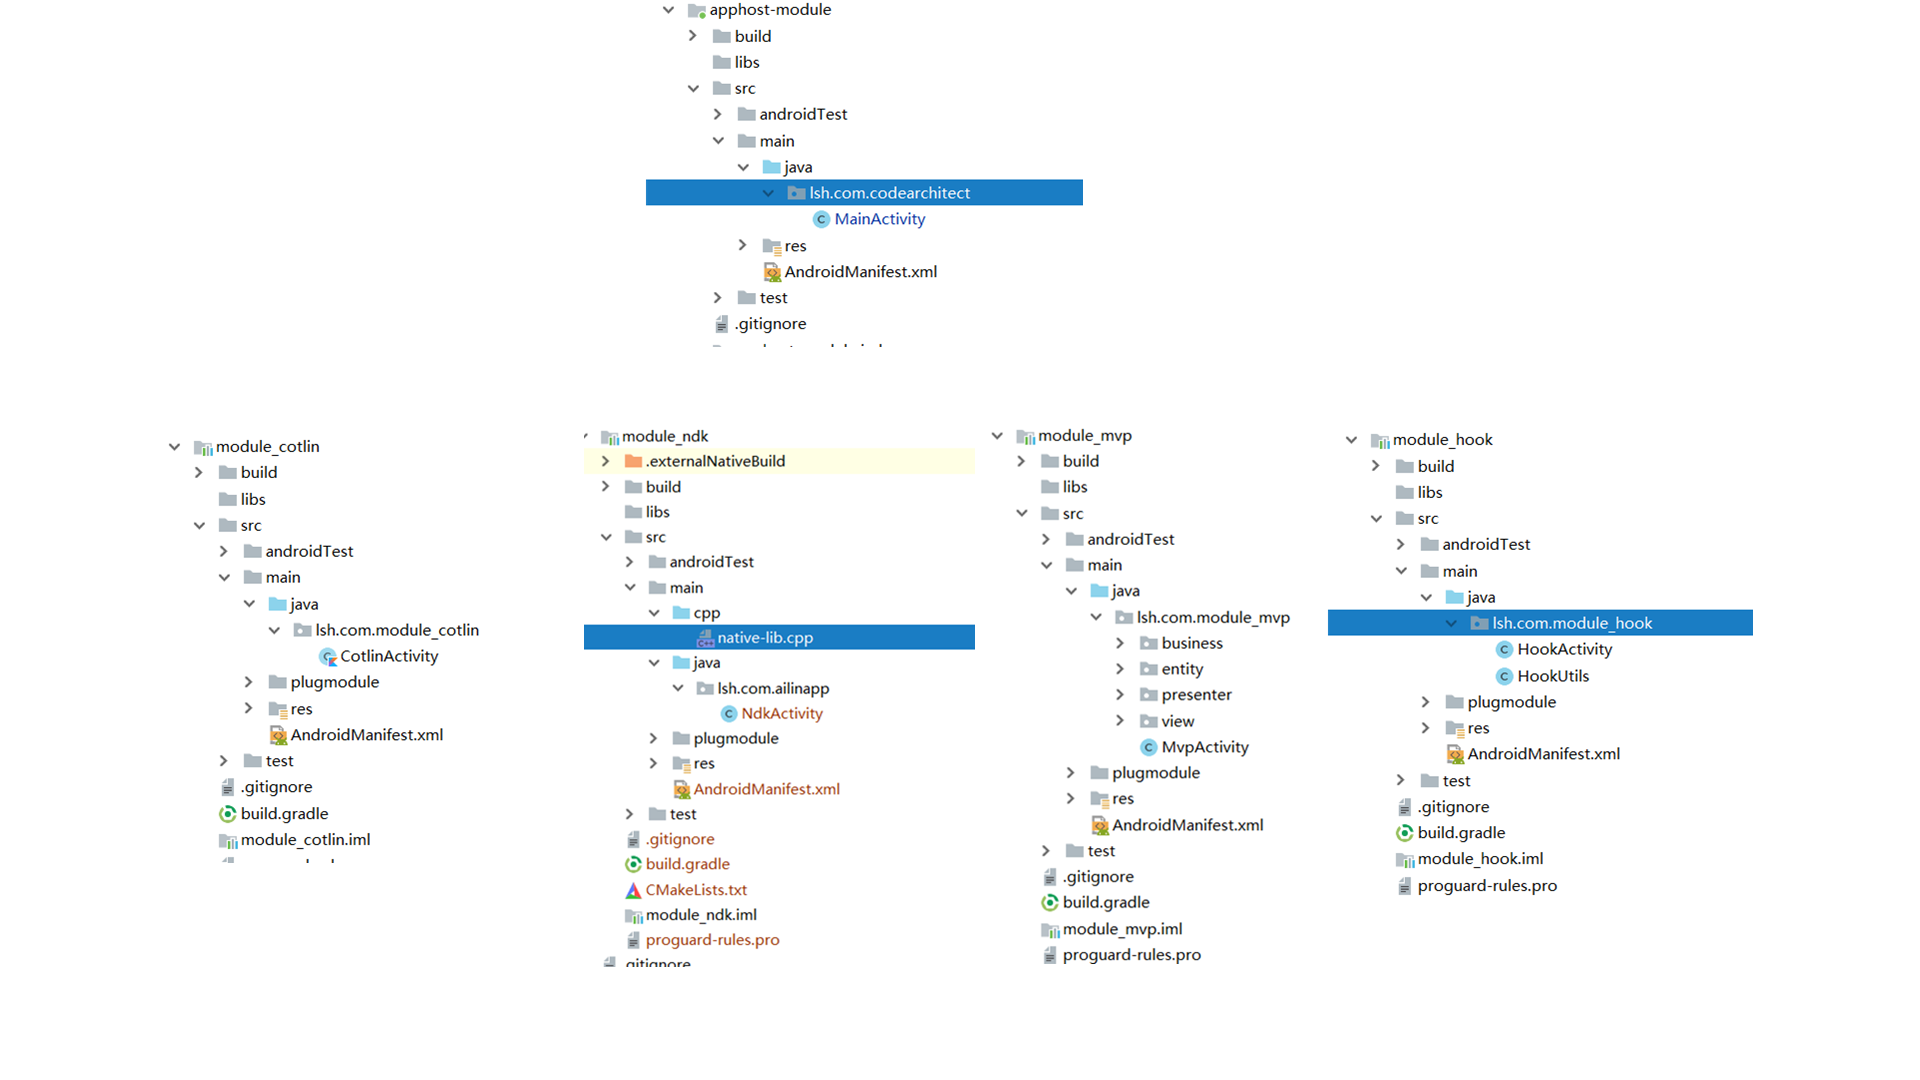 apphost-module
build
libs
src
androidTest
main
java
lsh.com.codearchitect
MainActivity
res
AndroidManifest.xml
test
.gitignore
module_cotlin
build
libs
src
androidTest
main
java
lsh.com.module_cotlin
CotlinActivity
plugmodule
res
AndroidManifest.xml
test
.gitignore
build.gradle
module_cotlin.iml
module_ndk
.externalNativeBuild
build
libs
src
androidTest
main
cpp
native-lib.cpp
java
lsh.com.ailinapp
NdkActivity
plugmodule
res
AndroidManifest.xml
test
.gitignore
build.gradle
CMakeLists.txt
module_ndk.iml
proguard-rules.pro
.gitignore
module_mvp
build
libs
src
androidTest
main
java
lsh.com.module_mvp
business
entity
presenter
view
MvpActivity
plugmodule
res
AndroidManifest.xml
test
.gitignore
build.gradle
module_mvp.iml
proguard-rules.pro
module_hook
build
libs
src
androidTest
main
java
lsh.com.module_hook
HookActivity
HookUtils
plugmodule
res
AndroidManifest.xml
test
.gitignore
build.gradle
module_hook.iml
proguard-rules.pro